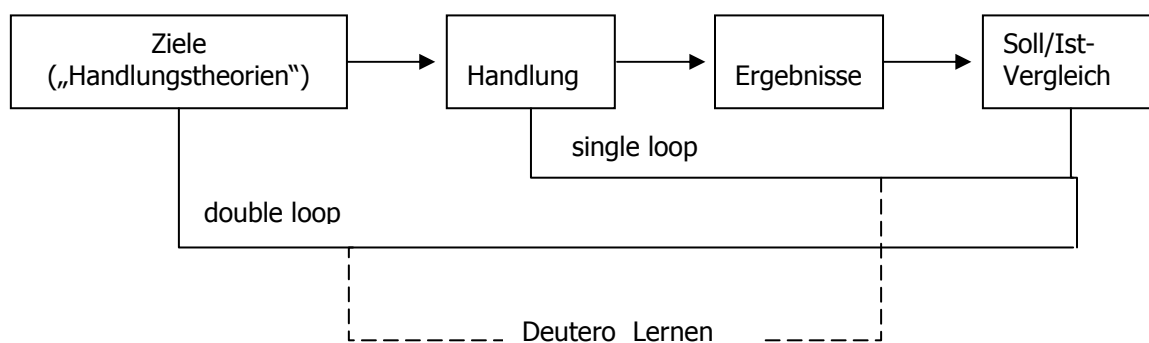 Ziele
(„Handlungstheorien“)
Handlung
Ergebnisse
Soll/Ist-
Vergleich
single loop
double loop
Deutero Lernen